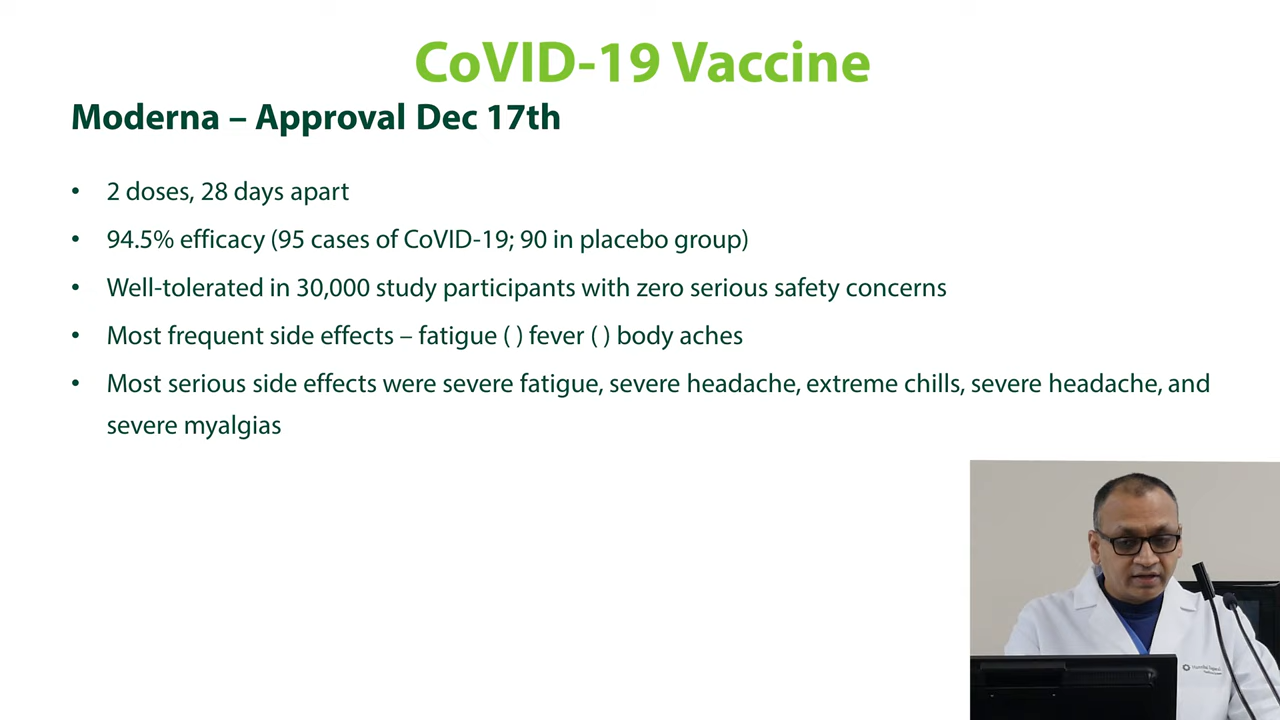 CoVID-19 Vaccine
Moderna – Approval Dec 17th
• 2 doses, 28 days apart
• 94.5% efficacy (95 cases of CoVID-19; 90 in placebo group)
• Well-tolerated in 30,000 study participants with zero serious safety concerns
• Most frequent side effects – fatigue ( ) fever ( ) body aches
• Most serious side effects were severe fatigue, severe headache, extreme chills, severe headache, and
severe myalgias